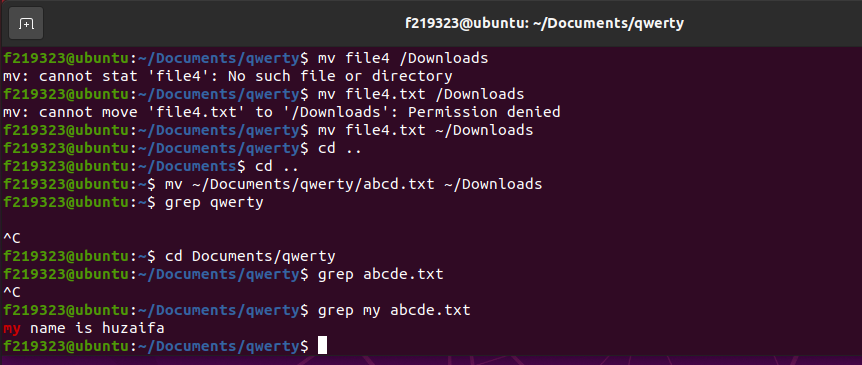 f219323@ubuntu: ~/Documents/qwerty
f219323@ubuntu:~/Documents/qwerty$ mv file4 /Downloads
mv: cannot stat 'file4': No such file or directory
f219323@ubuntu:~/Documents/qwerty$ mv file4.txt /Downloads
mv: cannot move 'file4.txt' to '/Downloads': Permission denied
f219323@ubuntu:~/Documents/qwerty$ mv file4.txt ~/Downloads
f219323@ubuntu:~/Documents/qwerty$ cd ..
f219323@ubuntu:~/Documents$ cd ..
f219323@ubuntu:~$ mv ~/Documents/qwerty/abcd.txt ~/Downloads
f219323@ubuntu:~$ grep qwerty
^C
f219323@ubuntu:~$ cd Documents/qwerty
f219323@ubuntu:~/Documents/qwerty$ grep abcde.txt
^C
f219323@ubuntu:~/Documents/qwerty$ grep my abcde.txt
my name is huzaifa
f219323@ubuntu:~/Documents/qwerty$